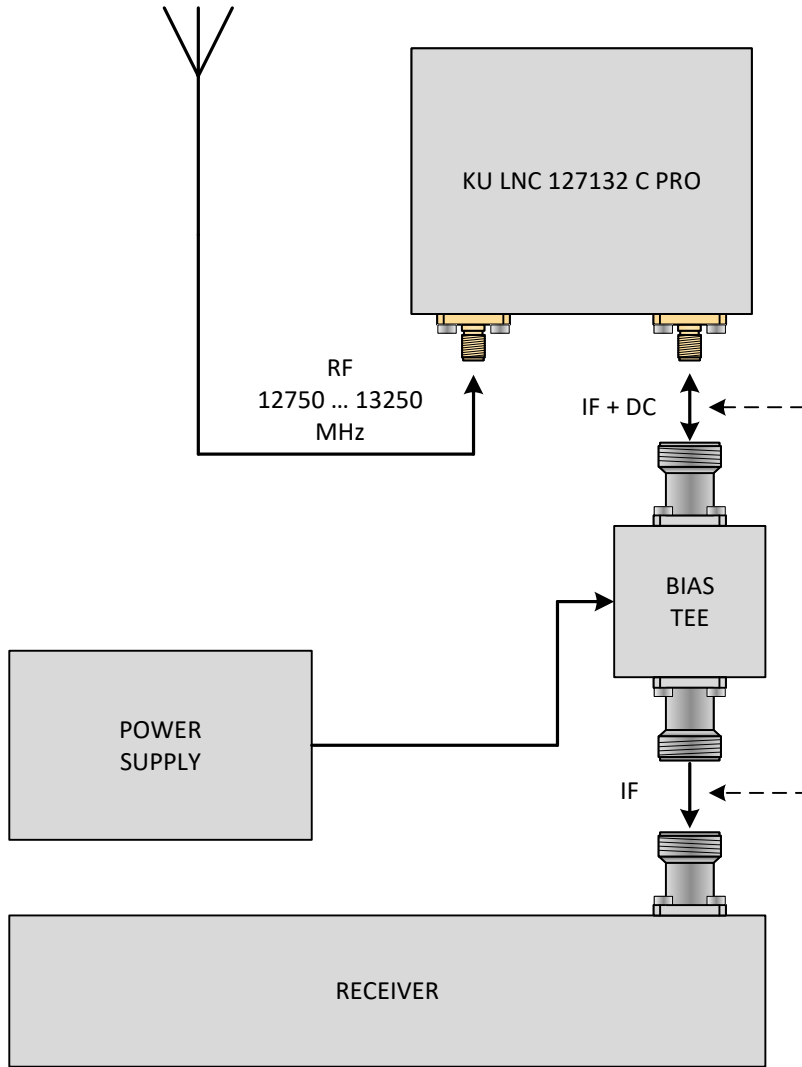 KU LNC 127132 C PRO
RF
12750 ... 13250
MHz
IF + DC
BIAS
TEE
POWER
SUPPLY
IF
RECEIVER